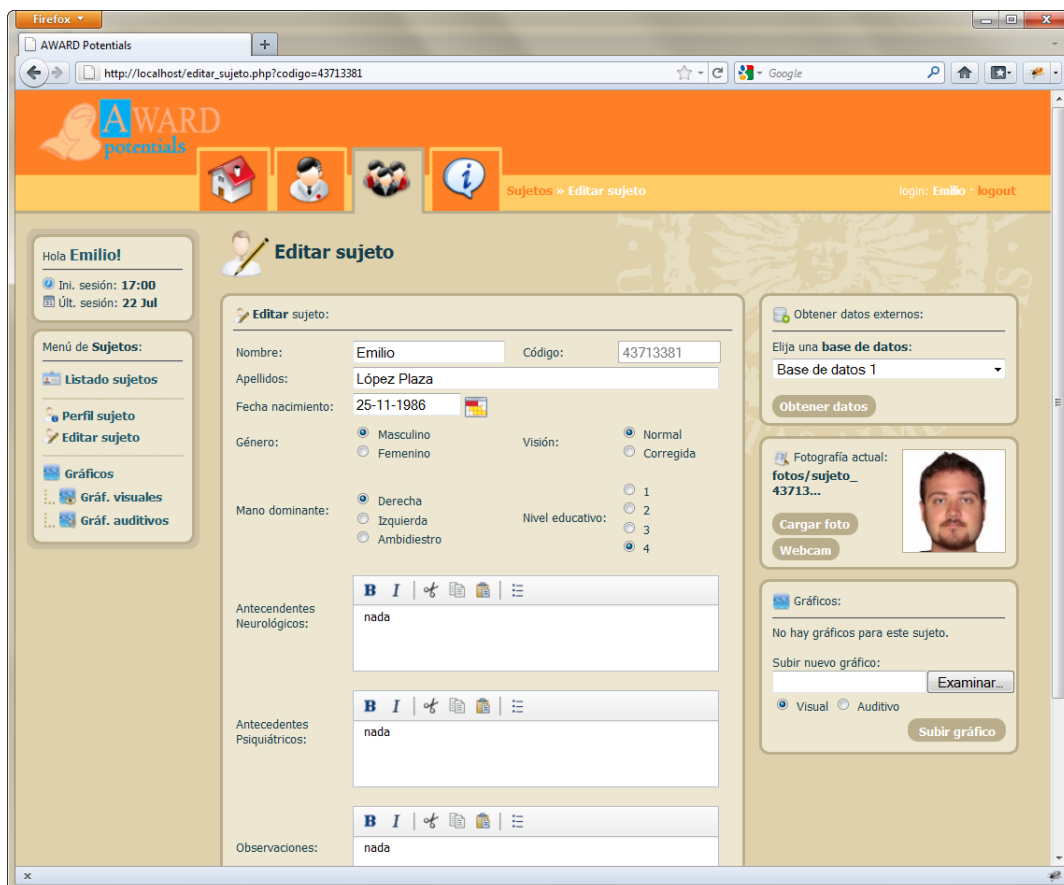 Firefox
AWARD Potentials
http://localhost/editar_sujeto.php?codigo=43713381
Google
AWARD
potentials
Sujetos » Editar sujeto
login: Emilio · logout
Hola Emilio!
Ini. sesión: 17:00
Últ. sesión: 22 Jul
Menú de Sujetos:
Listado sujetos
Perfil sujeto
Editar sujeto
Gráficos
Gráf. visuales
Gráf. auditivos
Editar sujeto
Editar sujeto:
Nombre: Emilio Código: 43713381
Apellidos: López Plaza
Fecha nacimiento: 25-11-1986
Género: Masculino Visión: Normal
Femenino Corregida
Mano dominante: Derecha Nivel educativo: 1
Izquierda 2
Ambidiestro 3
4
B I
Antecendentes
Neurológicos:
nada
B I
Antecedentes
Psiquiátricos:
nada
B I
Observaciones:
nada
Obtener datos externos:
Elija una base de datos:
Base de datos 1
Obtener datos
Fotografía actual:
fotos/sujeto_
43713...
Cargar foto
Webcam
Gráficos:
No hay gráficos para este sujeto.
Subir nuevo gráfico:
Examinar...
Visual Auditivo
Subir gráfico